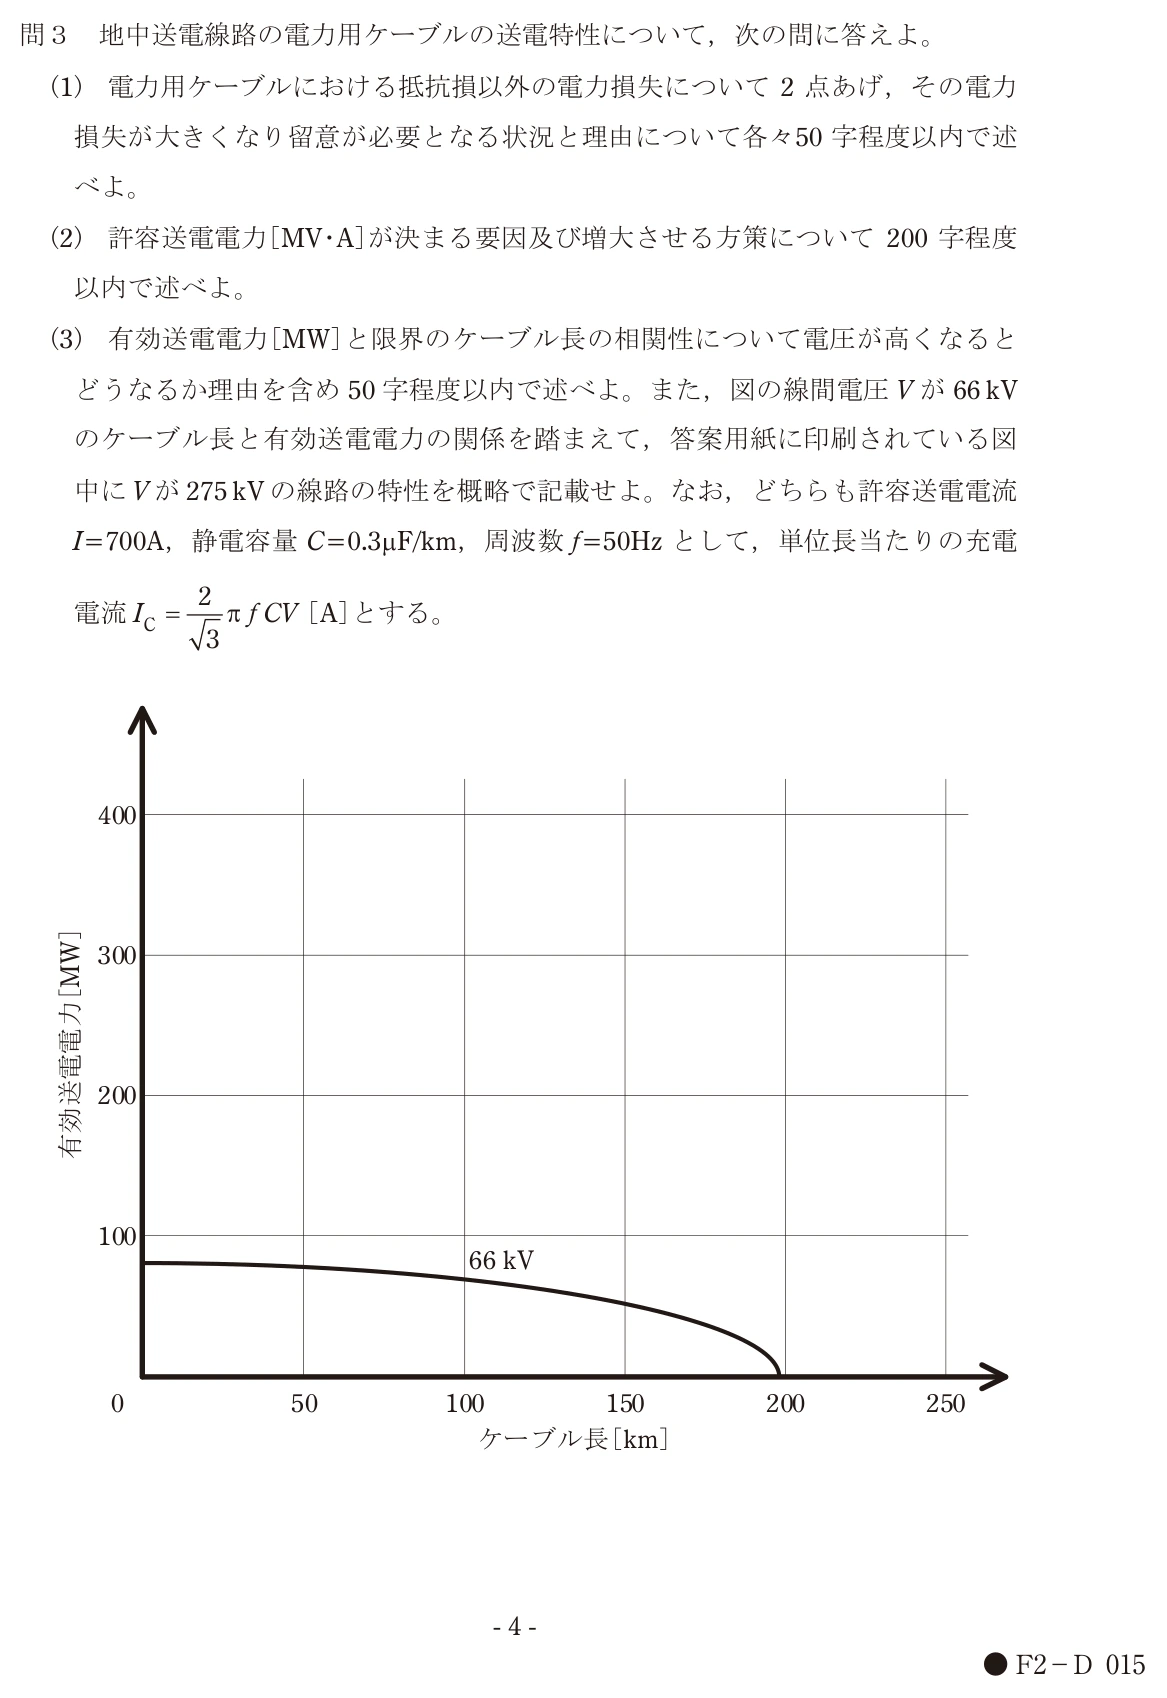 問3 地中送電線路の電力用ケーブルの送電特性について，次の問に答えよ。
(1) 電力用ケーブルにおける抵抗損以外の電力損失について 2 点あげ，その電力
損失が大きくなり留意が必要となる状況と理由について各々50 字程度以内で述
べよ。
(2) 許容送電電力[MV･A]が決まる要因及び増大させる方策について 200 字程度
以内で述べよ。
(3) 有効送電電力[MW]と限界のケーブル長の相関性について電圧が高くなると
どうなるか理由を含め 50 字程度以内で述べよ。また，図の線間電圧 V が 66 kV
のケーブル長と有効送電電力の関係を踏まえて，答案用紙に印刷されている図
中に V が 275 kV の線路の特性を概略で記載せよ。なお，どちらも許容送電電流
I=700A，静電容量 C=0.3μF/km，周波数 f=50Hz として，単位長当たりの充電
電流 I_C = 2/√3 π f CV [A]とする。
400
300
200
100
有効送電電力[MW]
66 kV
0 50 100 150 200 250
ケーブル長[km]
- 4 -
●F2－D 015